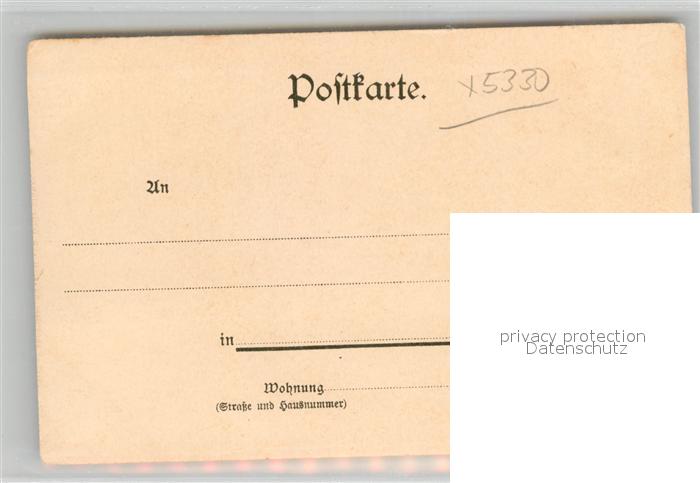 Postkarte.
x5330
An
in
Wohnung
(Straße und Hausnummer)
privacy protection
Datenschutz